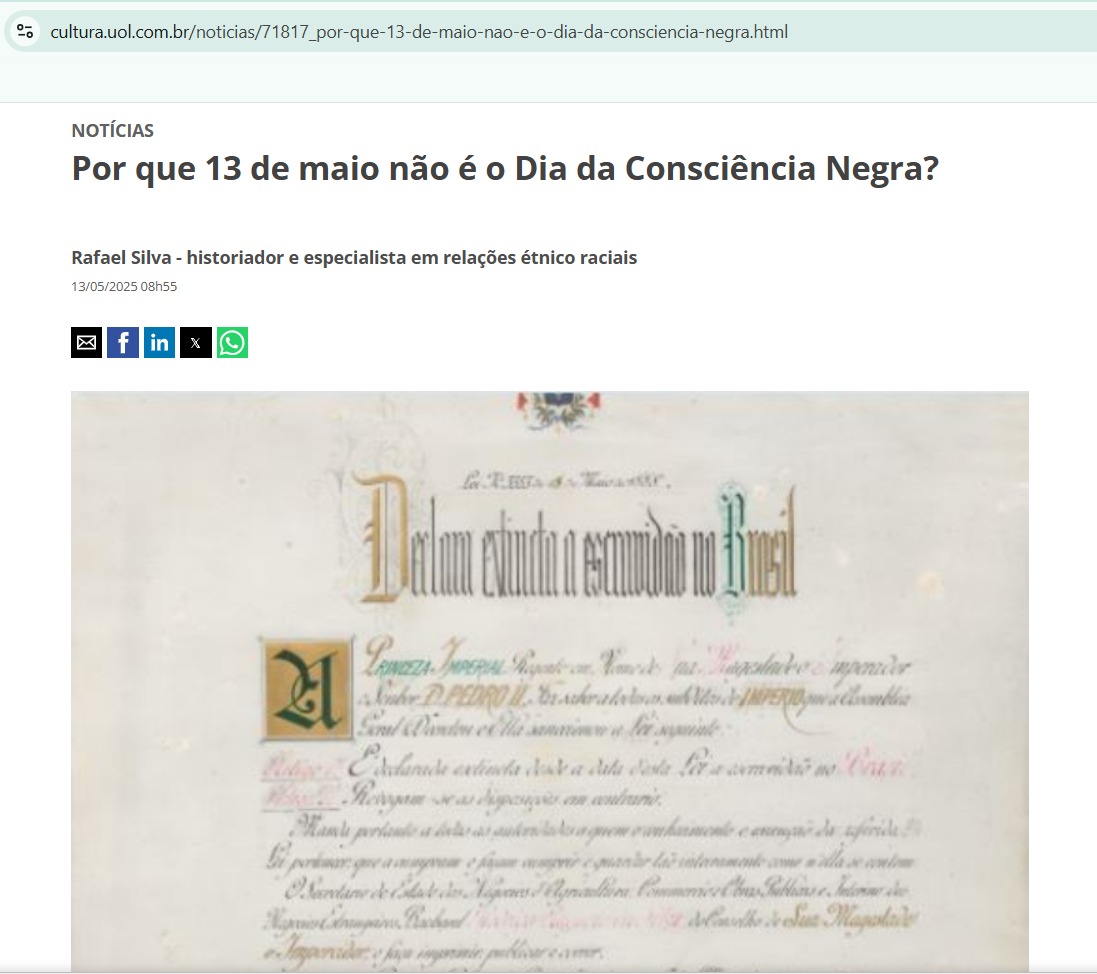 cultura.uol.com.br/noticias/71817_por-que-13-de-maio-nao-e-o-dia-da-consciencia-negra.html
NOTÍCIAS
Por que 13 de maio não é o Dia da Consciência Negra?
Rafael Silva - historiador e especialista em relações étnico raciais
13/05/2025 08h55
f
in
X
Declara extincta a escravidão no Brasil
A PRINCEZA IMPERIAL Regente em Nome de Magestade o Imperador
o Senhor D. PEDRO II, Faz saber a todos os subditos do IMPERIO que a Assembléa
Geral Decretou e Ella sanccionou a Lei seguinte:
Artigo 1º É declarada extincta desde a data desta Lei a escravidão no Brazil.
Revogam-se as disposições em contrario.
Manda portanto a todas as autoridades a quem o conhecimento e execução da referida
Lei pertencer, que a cumpram e façam cumprir e guardar tão inteiramente como n'ella se contem
O Secretario de Estado dos Negocios d'Agricultura, Commercio e Obras Publicas e Interino dos
Negocios Estrangeiros, Bacharel do Conselho de Sua Magestade
o Imperador, o faça imprimir, publicar e correr.